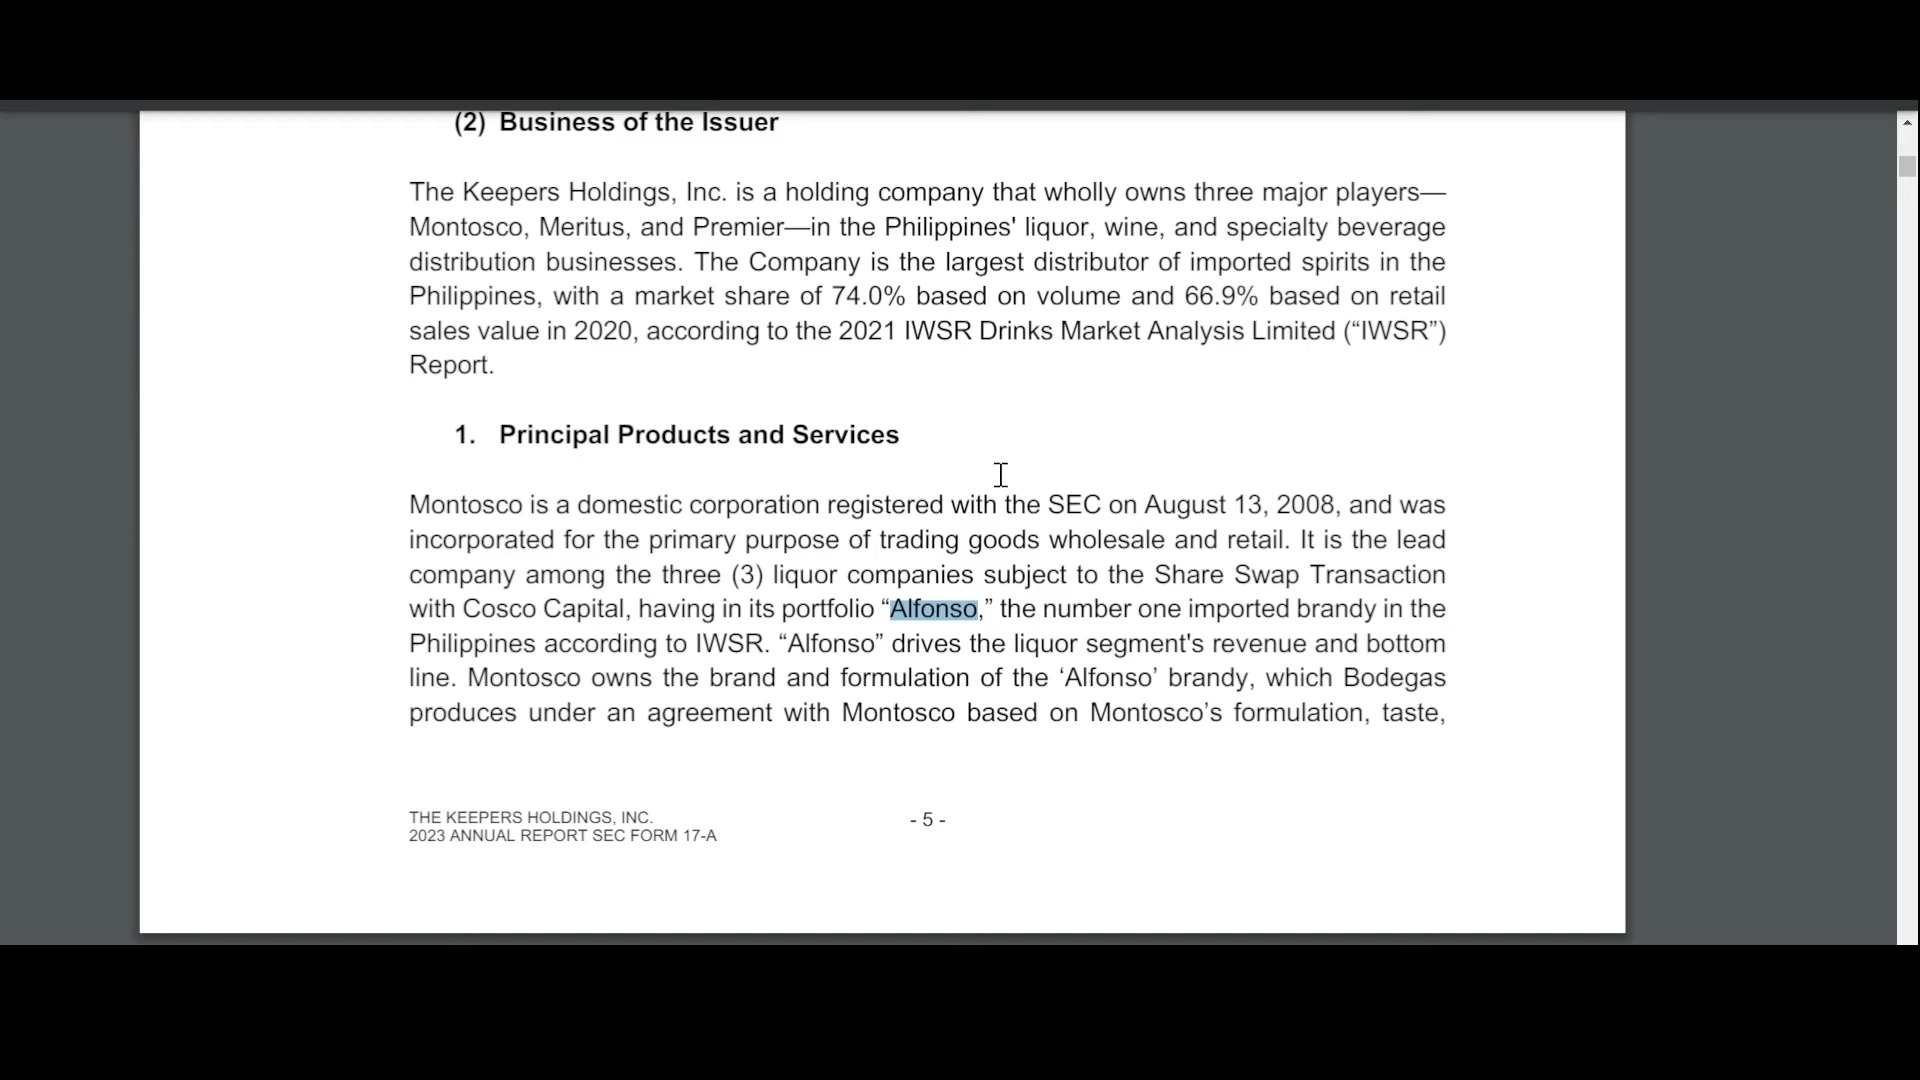 (2) Business of the Issuer
The Keepers Holdings, Inc. is a holding company that wholly owns three major players—
Montosco, Meritus, and Premier—in the Philippines' liquor, wine, and specialty beverage
distribution businesses. The Company is the largest distributor of imported spirits in the
Philippines, with a market share of 74.0% based on volume and 66.9% based on retail
sales value in 2020, according to the 2021 IWSR Drinks Market Analysis Limited (“IWSR”)
Report.
1. Principal Products and Services
Montosco is a domestic corporation registered with the SEC on August 13, 2008, and was
incorporated for the primary purpose of trading goods wholesale and retail. It is the lead
company among the three (3) liquor companies subject to the Share Swap Transaction
with Cosco Capital, having in its portfolio “Alfonso,” the number one imported brandy in the
Philippines according to IWSR. “Alfonso” drives the liquor segment's revenue and bottom
line. Montosco owns the brand and formulation of the ‘Alfonso’ brandy, which Bodegas
produces under an agreement with Montosco based on Montosco’s formulation, taste,
THE KEEPERS HOLDINGS, INC.
2023 ANNUAL REPORT SEC FORM 17-A
- 5 -